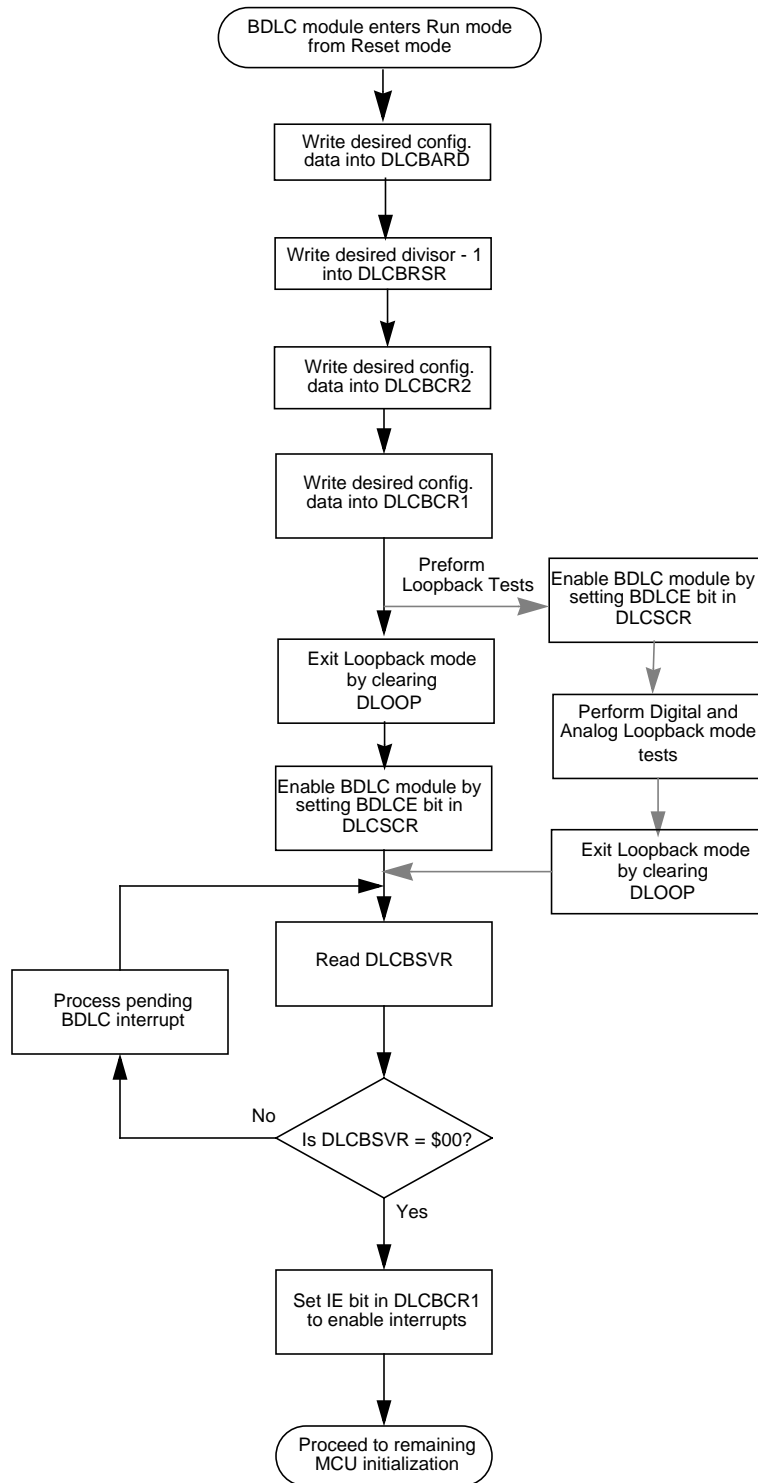 BDLC module enters Run mode
from Reset mode
Write desired config.
data into DLCBARD
Write desired divisor - 1
into DLCBRSR
Write desired config.
data into DLCBCR2
Write desired config.
data into DLCBCR1
Preform
Loopback Tests
Enable BDLC module by
setting BDLCE bit in
DLCSCR
Exit Loopback mode
by clearing
DLOOP
Perform Digital and
Analog Loopback mode
tests
Enable BDLC module by
setting BDLCE bit in
DLCSCR
Exit Loopback mode
by clearing
DLOOP
Read DLCBSVR
Process pending
BDLC interrupt
No
Is DLCBSVR = $00?
Yes
Set IE bit in DLCBCR1
to enable interrupts
Proceed to remaining
MCU initialization